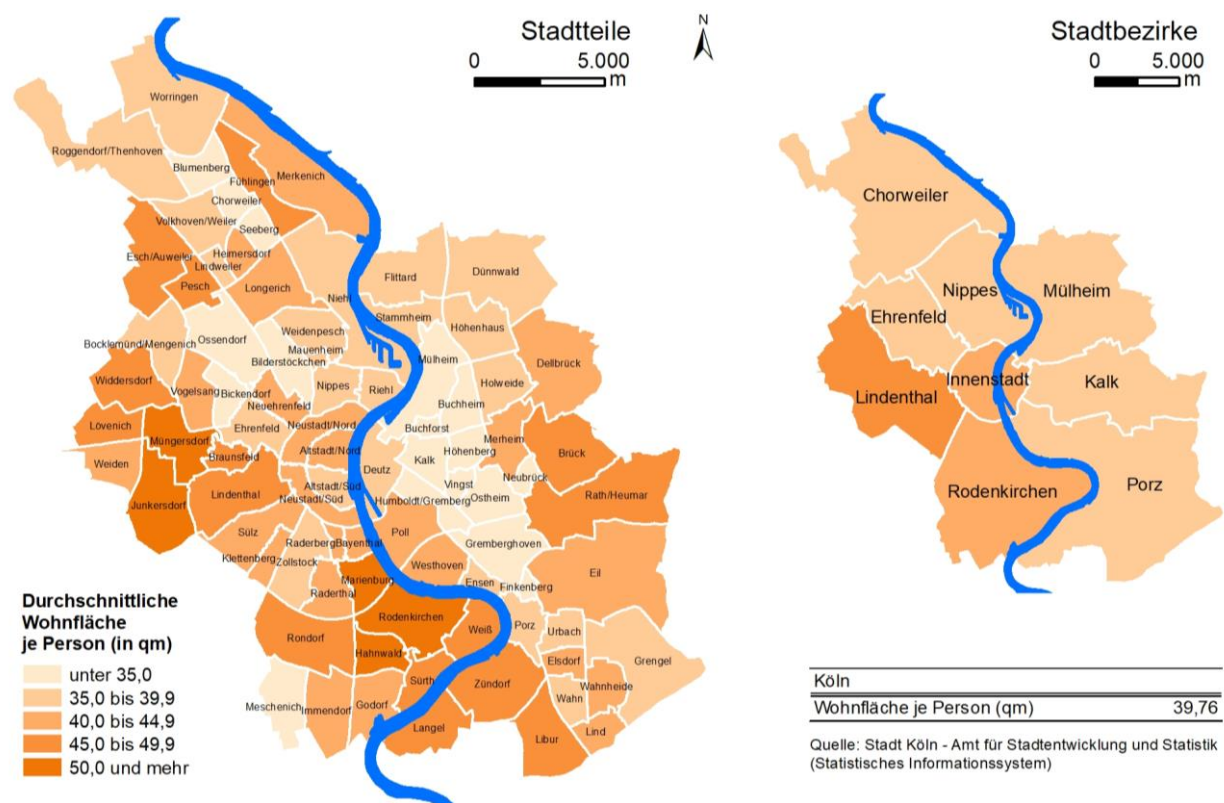 Stadtteile
0 5.000
m
N
Worringen
Roggendorf/Thenhoven
Blumenberg
Fühlingen
Merkenich
Chorweiler
Volkhoven/Weiler
Seeberg
Esch/Auweiler
Heimersdorf
Lindweiler
Pesch
Longerich
Niehl
Flittard
Dünnwald
Stammheim
Höhenhaus
Ossendorf
Weidenpesch
Bocklemünd/Mengenich
Mauenheim
Bilderstöckchen
Mülheim
Dellbrück
Widdersdorf
Vogelsang
Bickendorf
Nippes
Riehl
Holweide
Neuehrenfeld
Buchheim
Lövenich
Ehrenfeld
Neustadt/Nord
Buchforst
Müngersdorf
Merheim
Weiden
Braunsfeld
Altstadt/Nord
Höhenberg
Brück
Kalk
Deutz
Neubrück
Junkersdorf
Lindenthal
Altstadt/Süd
Vingst
Neustadt/Süd
Humboldt/Gremberg
Ostheim
Rath/Heumar
Sülz
Poll
Raderberg
Bayenthal
Gremberghoven
Klettenberg
Zollstock
Westhoven
Eil
Marienburg
Ensen
Raderthal
Finkenberg
Rodenkirchen
Rondorf
Weiß
Porz
Urbach
Hahnwald
Elsdorf
Grengel
Sürth
Zündorf
Wahnheide
Wahn
Meschenich
Immendorf
Godorf
Langel
Libur
Lind
Durchschnittliche
Wohnfläche
je Person (in qm)
unter 35,0
35,0 bis 39,9
40,0 bis 44,9
45,0 bis 49,9
50,0 und mehr
Stadtbezirke
0 5.000
m
Chorweiler
Nippes
Mülheim
Ehrenfeld
Innenstadt
Kalk
Lindenthal
Rodenkirchen
Porz
Köln
Wohnfläche je Person (qm) 39,76
Quelle: Stadt Köln - Amt für Stadtentwicklung und Statistik
(Statistisches Informationssystem)